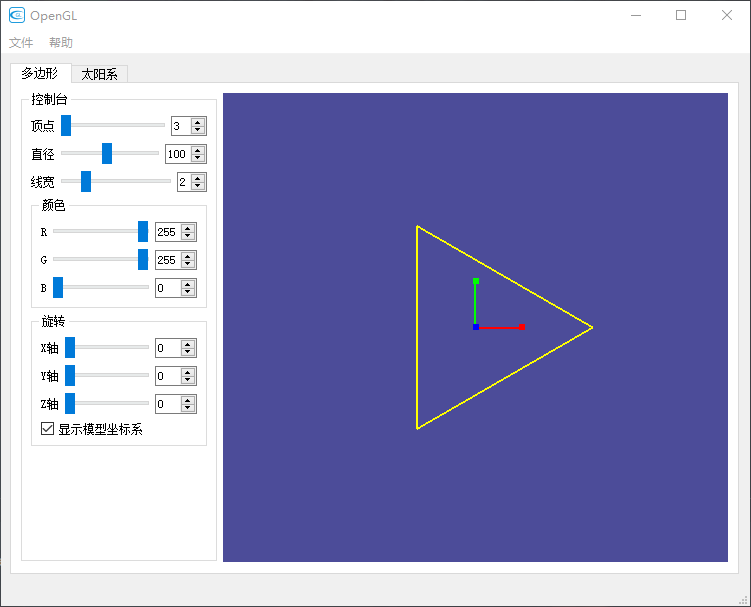 OpenGL
文件 帮助
多边形 太阳系
控制台
顶点 3
直径 100
线宽 2
颜色
R 255
G 255
B 0
旋转
X轴 0
Y轴 0
Z轴 0
显示模型坐标系